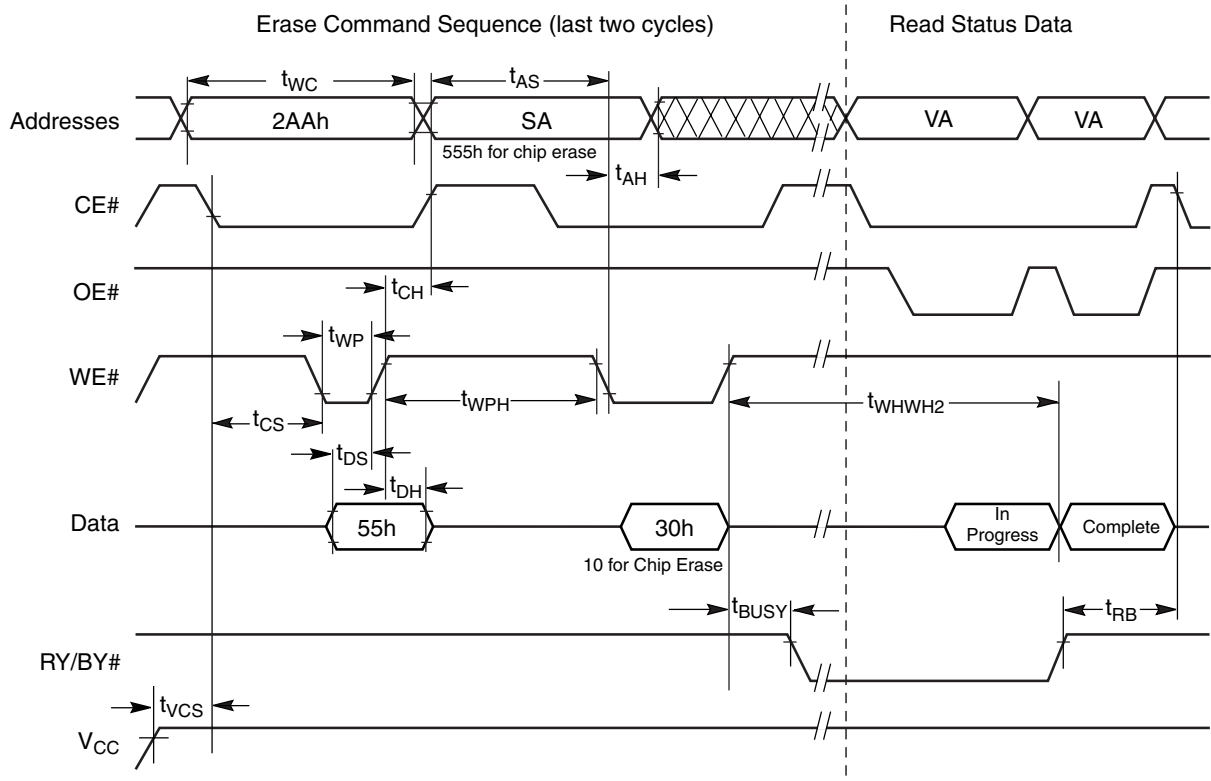 Erase Command Sequence (last two cycles)
Read Status Data
tWC
tAS
Addresses
2AAh
SA
VA
VA
555h for chip erase
tAH
CE#
OE#
tCH
tWP
WE#
tWPH
tWHWH2
tCS
tDS
tDH
Data
55h
30h
In
Progress
Complete
10 for Chip Erase
tBUSY
tRB
RY/BY#
tVCS
VCC